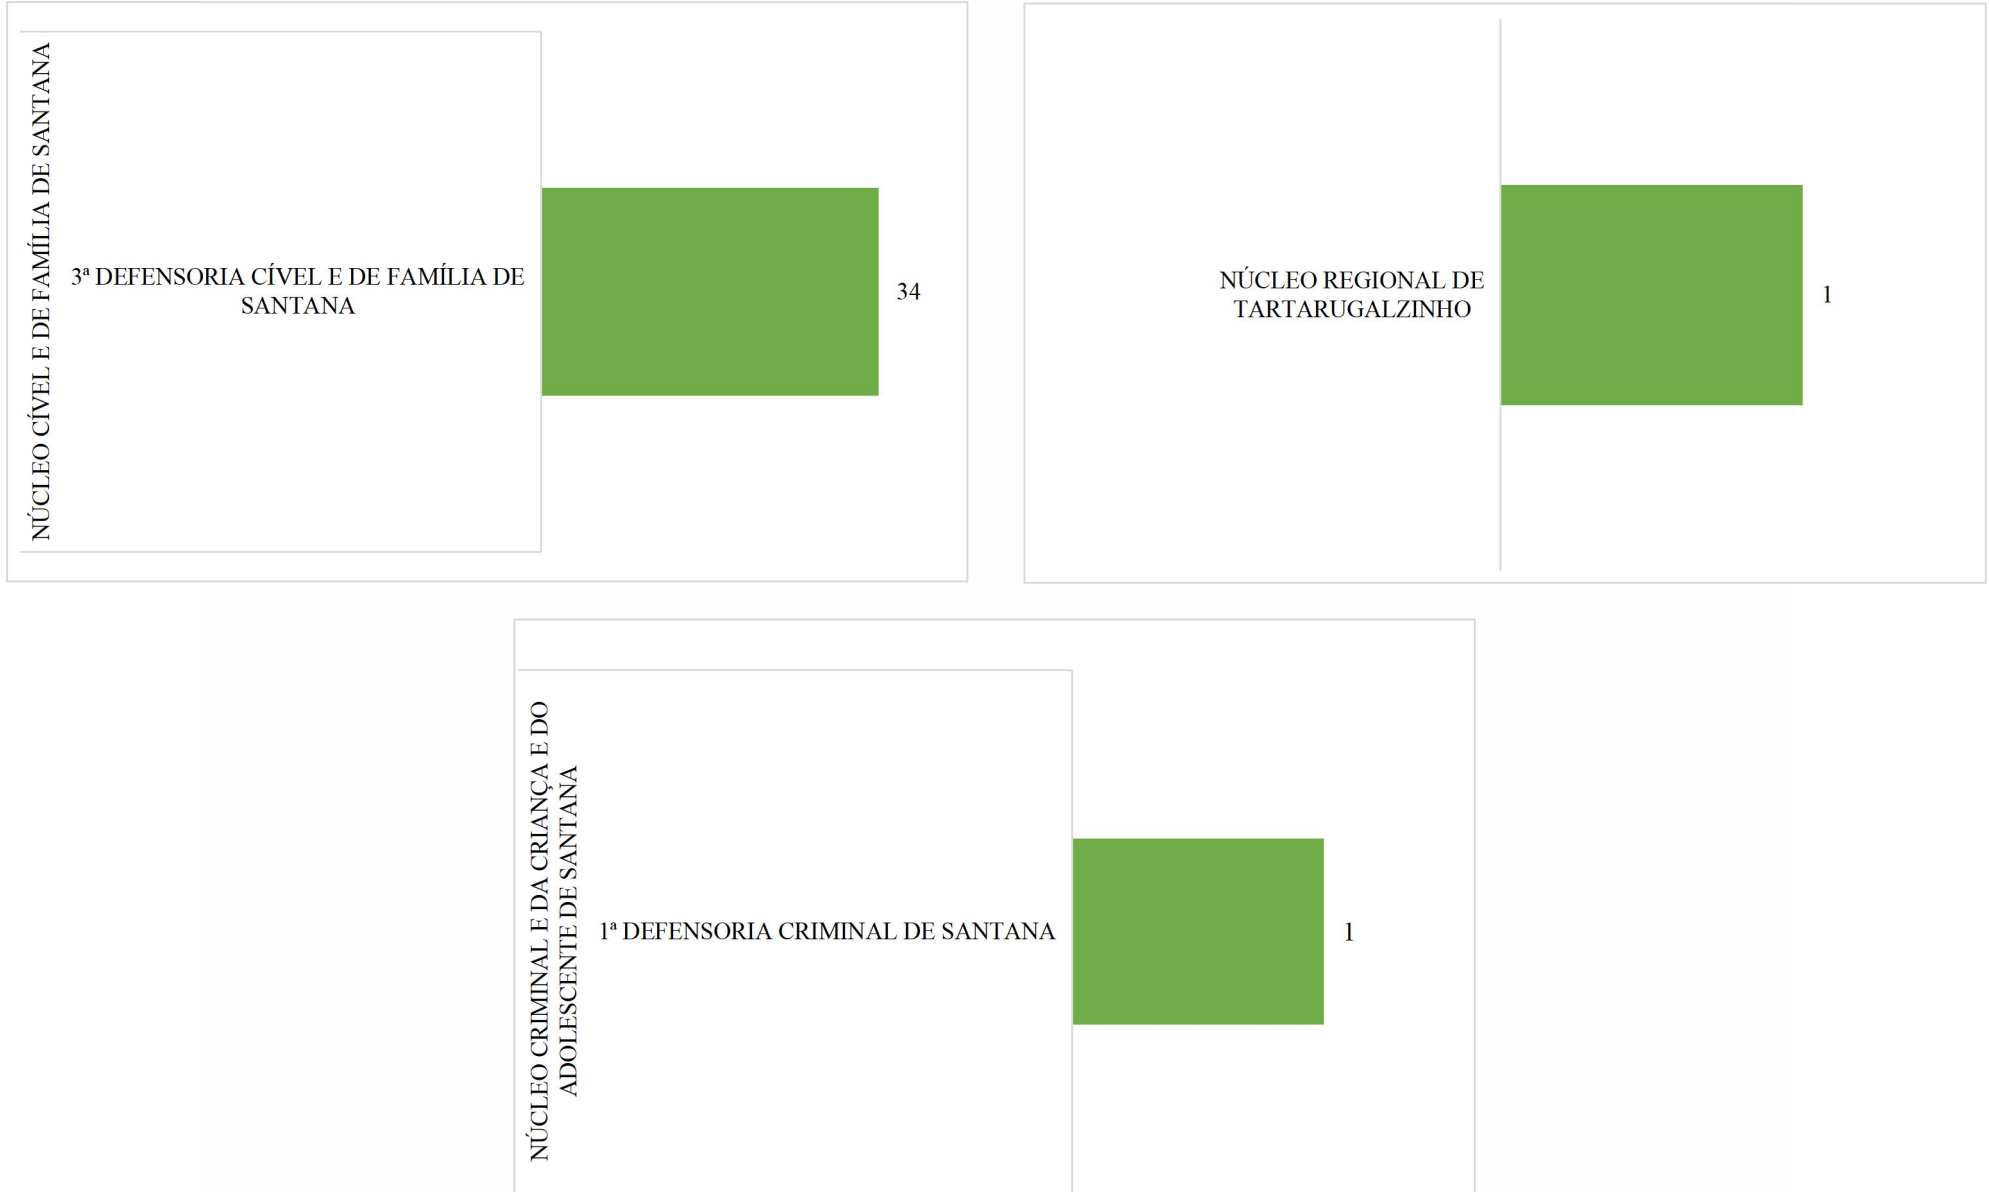 NÚCLEO CÍVEL E DE FAMÍLIA DE SANTANA
3ª DEFENSORIA CÍVEL E DE FAMÍLIA DE
SANTANA
34
NÚCLEO REGIONAL DE
TARTARUGALZINHO
1
NÚCLEO CRIMINAL E DA CRIANÇA E DO
ADOLESCENTE DE SANTANA
1ª DEFENSORIA CRIMINAL DE SANTANA
1